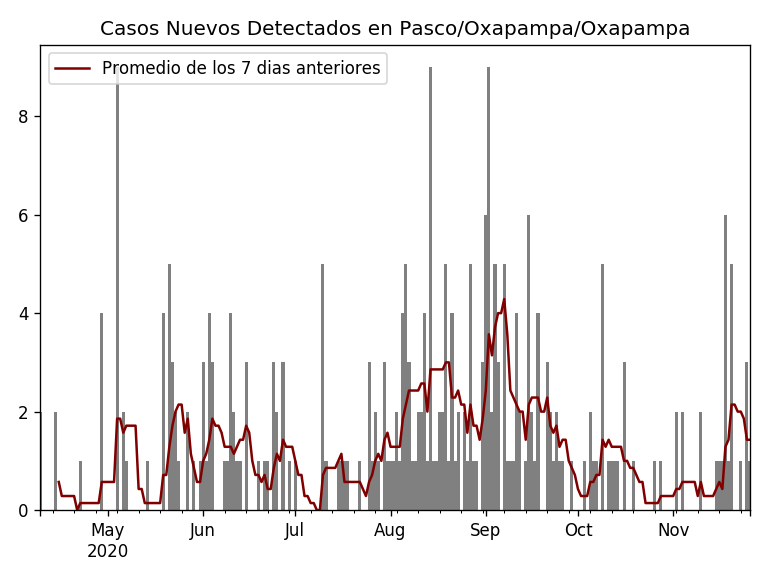 Casos Nuevos Detectados en Pasco/Oxapampa/Oxapampa
Promedio de los 7 dias anteriores
8
6
4
2
0
May Jun Jul Aug Sep Oct Nov
2020